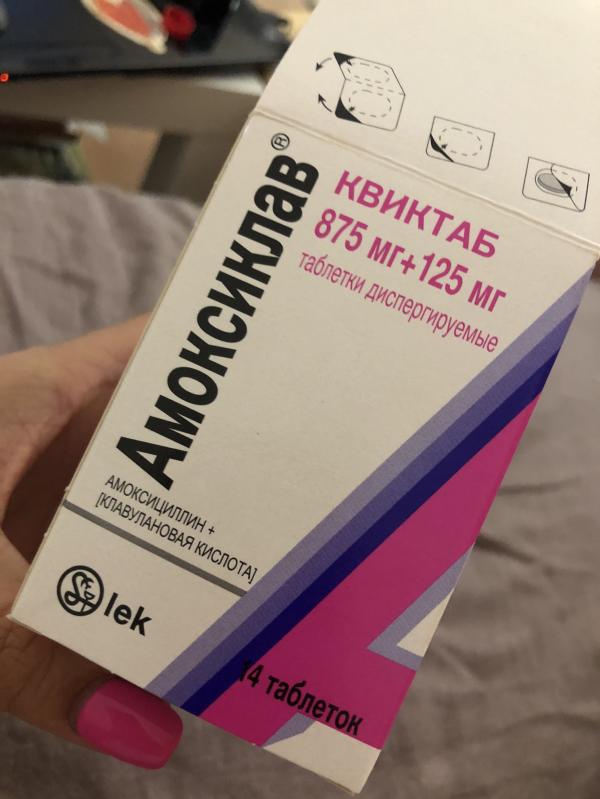 Амоксиклав®
КВИКТАБ
875 мг+125 мг
таблетки диспергируемые
АМОКСИЦИЛЛИН +
[КЛАВУЛАНОВАЯ КИСЛОТА]
lek
14 таблеток